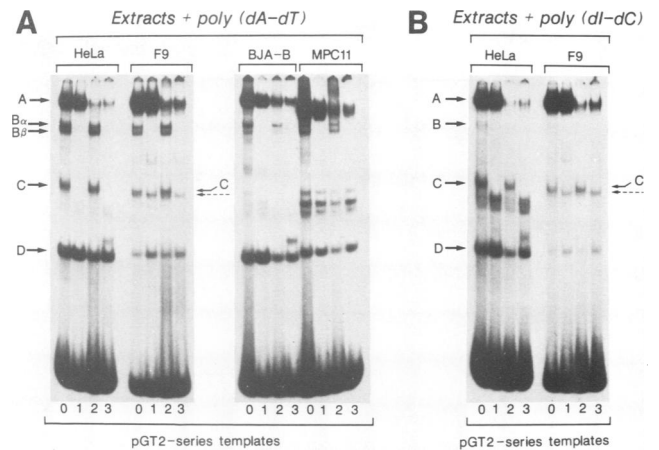 A
Extracts + poly (dA-dT)
HeLa F9 BJA-B MPC11
A
Bα
Bβ
C
C
D
0 1 2 3 0 1 2 3 0 1 2 3 0 1 2 3
pGT2-series templates
B
Extracts + poly (dI-dC)
HeLa F9
A
B
C
C
D
0 1 2 3 0 1 2 3
pGT2-series templates